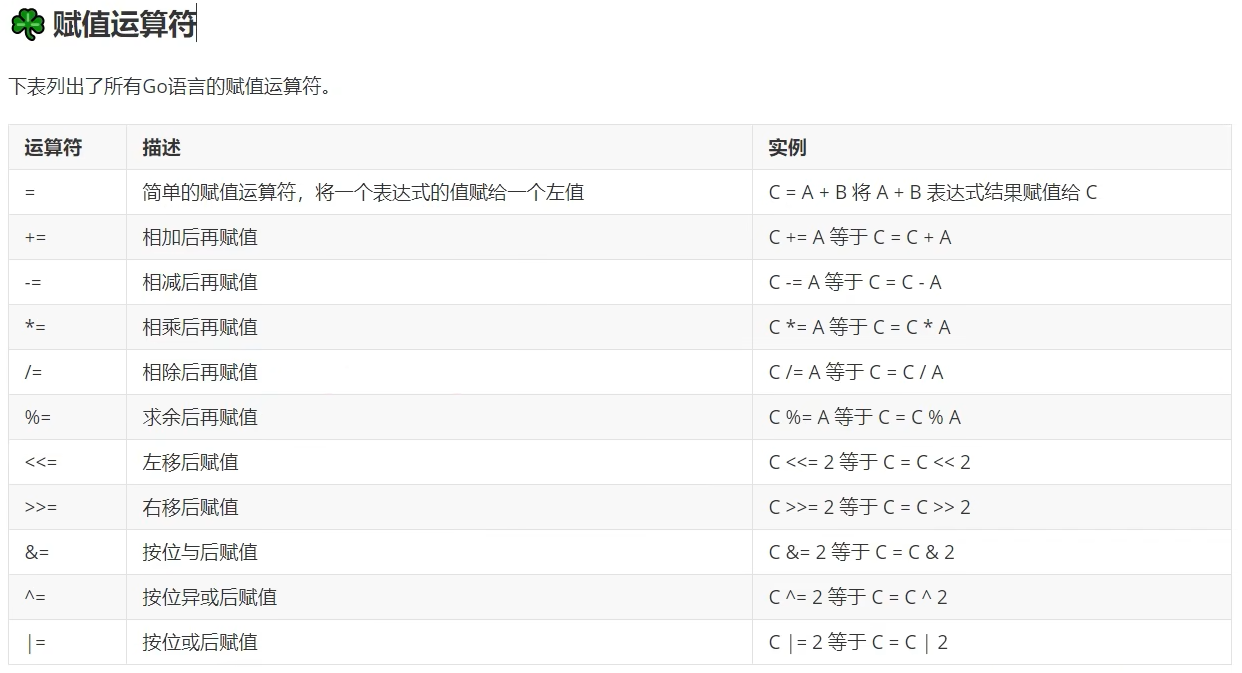 ☘ 赋值运算符
下表列出了所有Go语言的赋值运算符。
运算符 描述 实例
= 简单的赋值运算符，将一个表达式的值赋给一个左值 C = A + B 将 A + B 表达式结果赋值给 C
+= 相加后再赋值 C += A 等于 C = C + A
-= 相减后再赋值 C -= A 等于 C = C - A
*= 相乘后再赋值 C *= A 等于 C = C * A
/= 相除后再赋值 C /= A 等于 C = C / A
%= 求余后再赋值 C %= A 等于 C = C % A
<<= 左移后赋值 C <<= 2 等于 C = C << 2
>>= 右移后赋值 C >>= 2 等于 C = C >> 2
&= 按位与后赋值 C &= 2 等于 C = C & 2
^= 按位异或后赋值 C ^= 2 等于 C = C ^ 2
|= 按位或后赋值 C |= 2 等于 C = C | 2